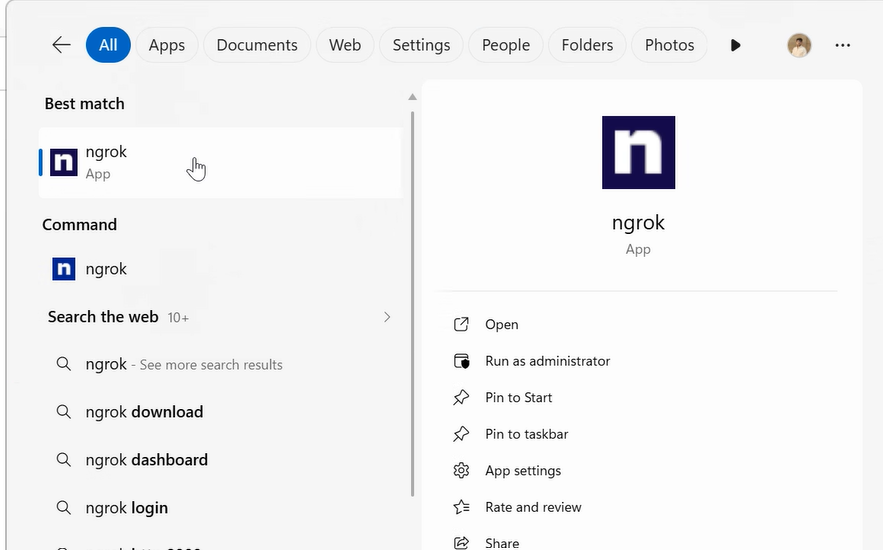 All Apps Documents Web Settings People Folders Photos
Best match
ngrok
App
Command
ngrok
Search the web 10+
ngrok - See more search results
ngrok download
ngrok dashboard
ngrok login
n
ngrok
App
Open
Run as administrator
Pin to Start
Pin to taskbar
App settings
Rate and review
Share